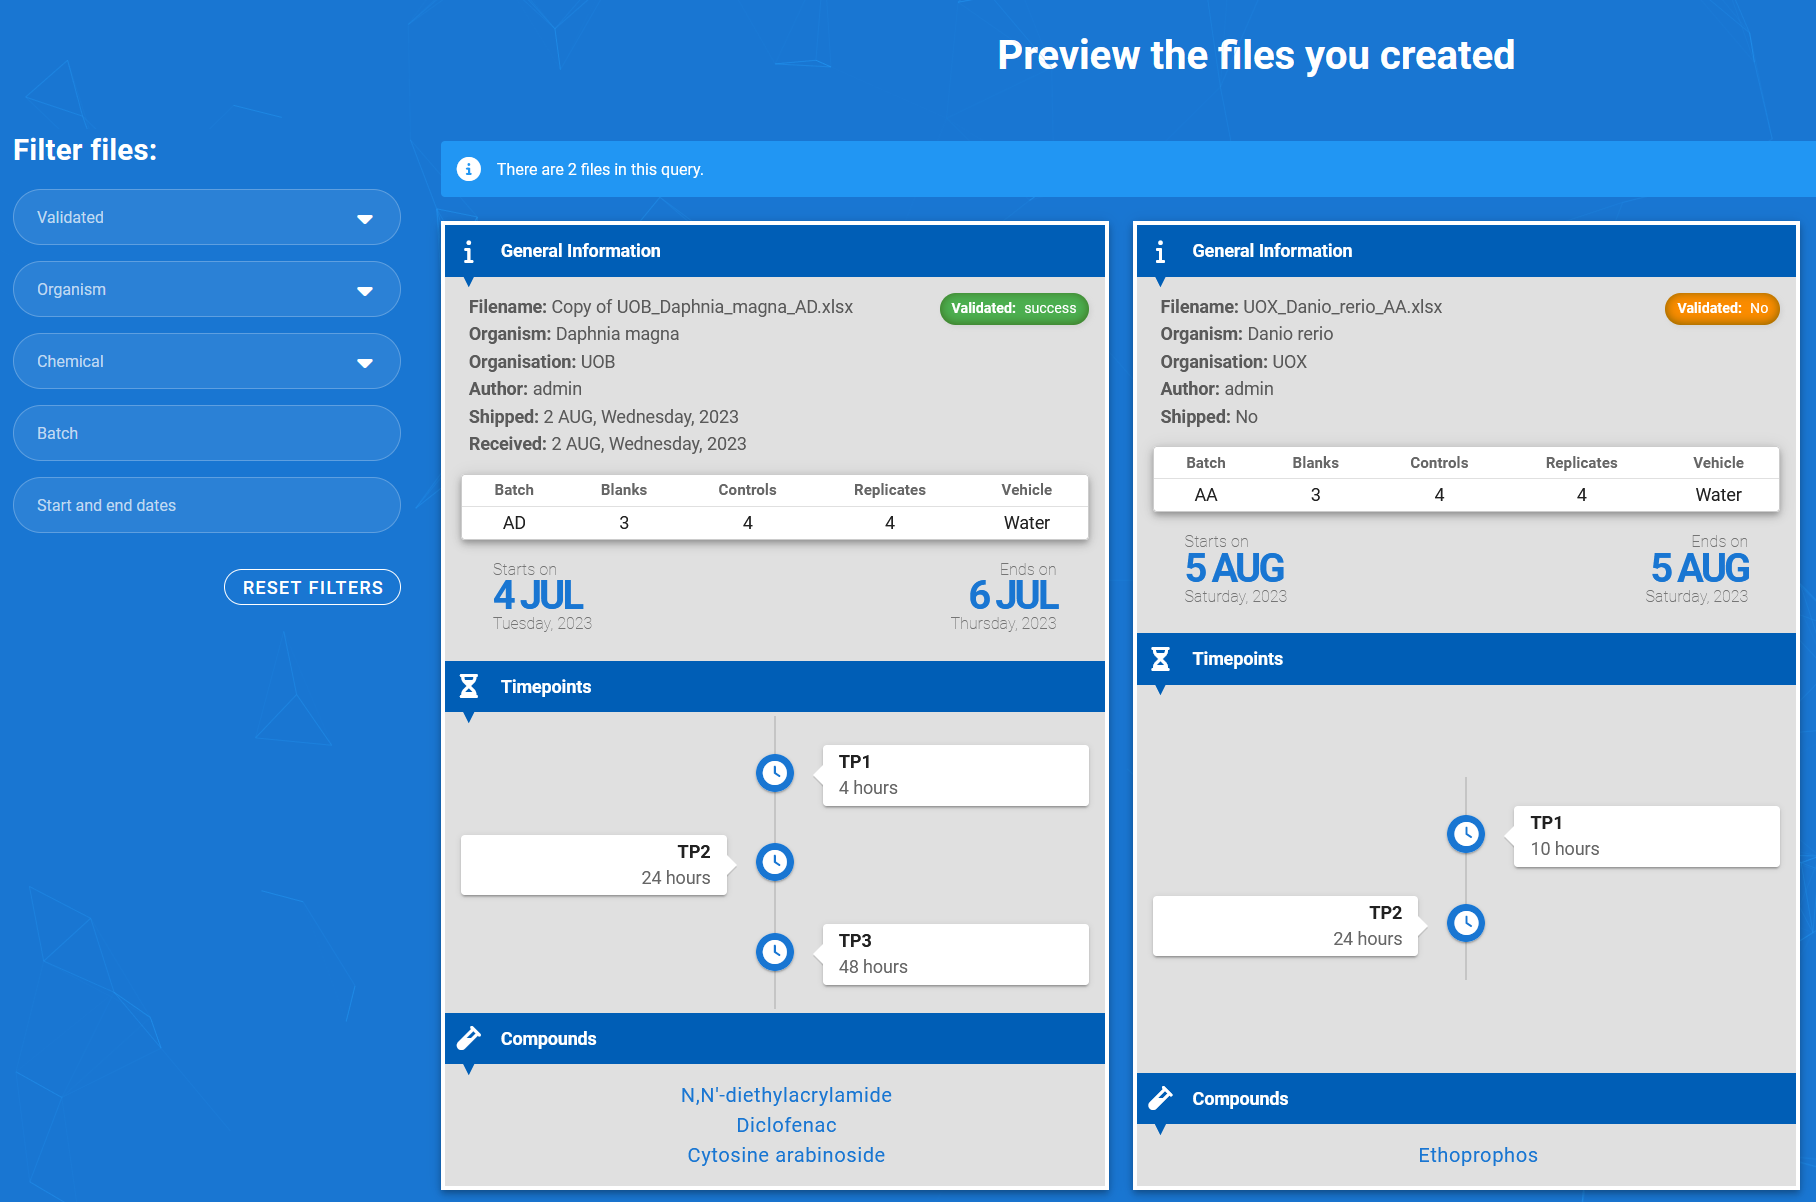 Preview the files you created
Filter files:
Validated
Organism
Chemical
Batch
Start and end dates
RESET FILTERS
There are 2 files in this query.
General Information
Filename: Copy of UOB_Daphnia_magna_AD.xlsx
Validated: success
Organism: Daphnia magna
Organisation: UOB
Author: admin
Shipped: 2 AUG, Wednesday, 2023
Received: 2 AUG, Wednesday, 2023
Batch Blanks Controls Replicates Vehicle
AD 3 4 4 Water
Starts on
4 JUL
Tuesday, 2023
Ends on
6 JUL
Thursday, 2023
Timepoints
TP1
4 hours
TP2
24 hours
TP3
48 hours
Compounds
N,N'-diethylacrylamide
Diclofenac
Cytosine arabinoside
General Information
Filename: UOX_Danio_rerio_AA.xlsx
Validated: No
Organism: Danio rerio
Organisation: UOX
Author: admin
Shipped: No
Batch Blanks Controls Replicates Vehicle
AA 3 4 4 Water
Starts on
5 AUG
Saturday, 2023
Ends on
5 AUG
Saturday, 2023
Timepoints
TP1
10 hours
TP2
24 hours
Compounds
Ethoprophos